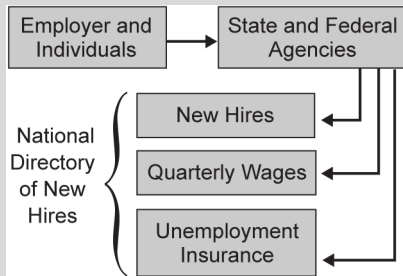 Employer and
Individuals
State and Federal
Agencies
National
Directory
of New
Hires
New Hires
Quarterly Wages
Unemployment
Insurance